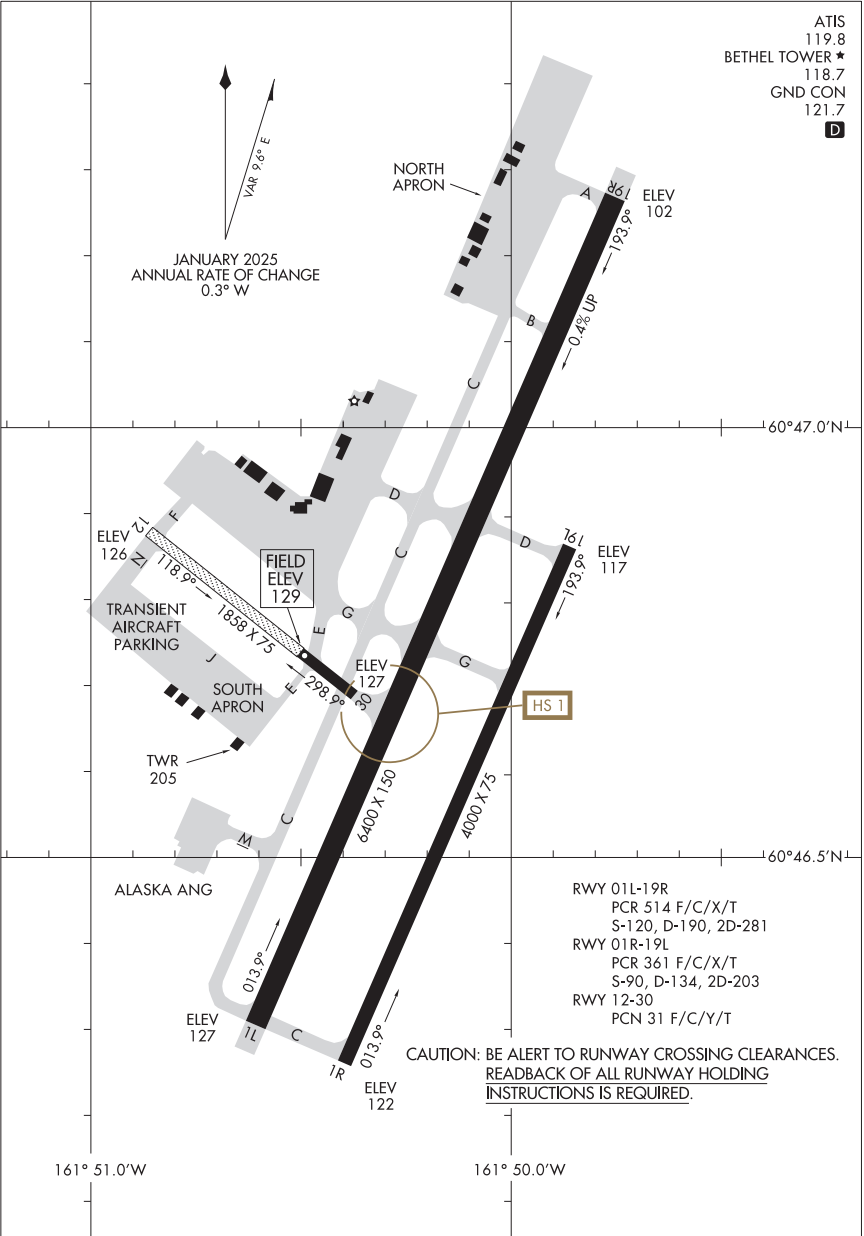 ATIS
119.8
BETHEL TOWER ★
118.7
GND CON
121.7
D
VAR 9.6° E
JANUARY 2025
ANNUAL RATE OF CHANGE
0.3° W
NORTH
APRON
A
19R
ELEV
102
193.9°
0.4% UP
B
C
60°47.0'N
D
C
D
19L
ELEV
117
193.9°
12
F
ELEV
126
N
118.9°
1858 X 75
FIELD
ELEV
129
TRANSIENT
AIRCRAFT
PARKING
J
SOUTH
APRON
E
G
G
E
298.9°
ELEV
127
30
HS 1
TWR
205
6400 X 150
4000 X 75
C
M
60°46.5'N
ALASKA ANG
RWY 01L-19R
PCR 514 F/C/X/T
S-120, D-190, 2D-281
RWY 01R-19L
PCR 361 F/C/X/T
S-90, D-134, 2D-203
RWY 12-30
PCN 31 F/C/Y/T
013.9°
ELEV
127
1L
C
1R
013.9°
ELEV
122
CAUTION: BE ALERT TO RUNWAY CROSSING CLEARANCES.
READBACK OF ALL RUNWAY HOLDING
INSTRUCTIONS IS REQUIRED.
161° 51.0'W
161° 50.0'W